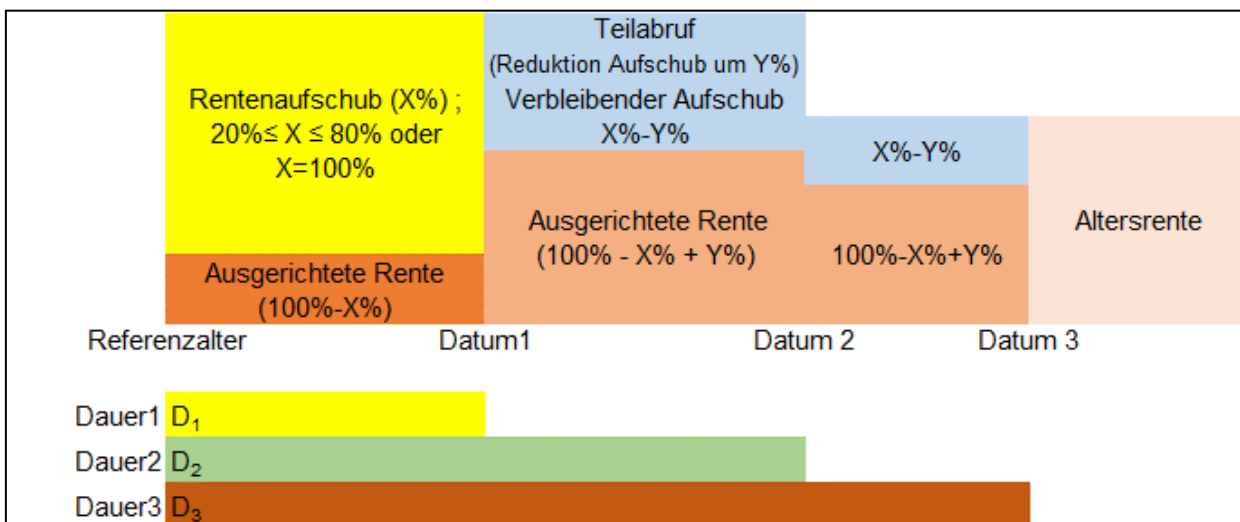 Rentenaufschub (X%) ;
20%≤ X ≤ 80% oder
X=100%
Ausgerichtete Rente
(100%-X%)
Teilabruf
(Reduktion Aufschub um Y%)
Verbleibender Aufschub
X%-Y%
Ausgerichtete Rente
(100% - X% + Y%)
X%-Y%
100%-X%+Y%
Altersrente
Referenzalter Datum1 Datum 2 Datum 3
Dauer1 D₁
Dauer2 D₂
Dauer3 D₃